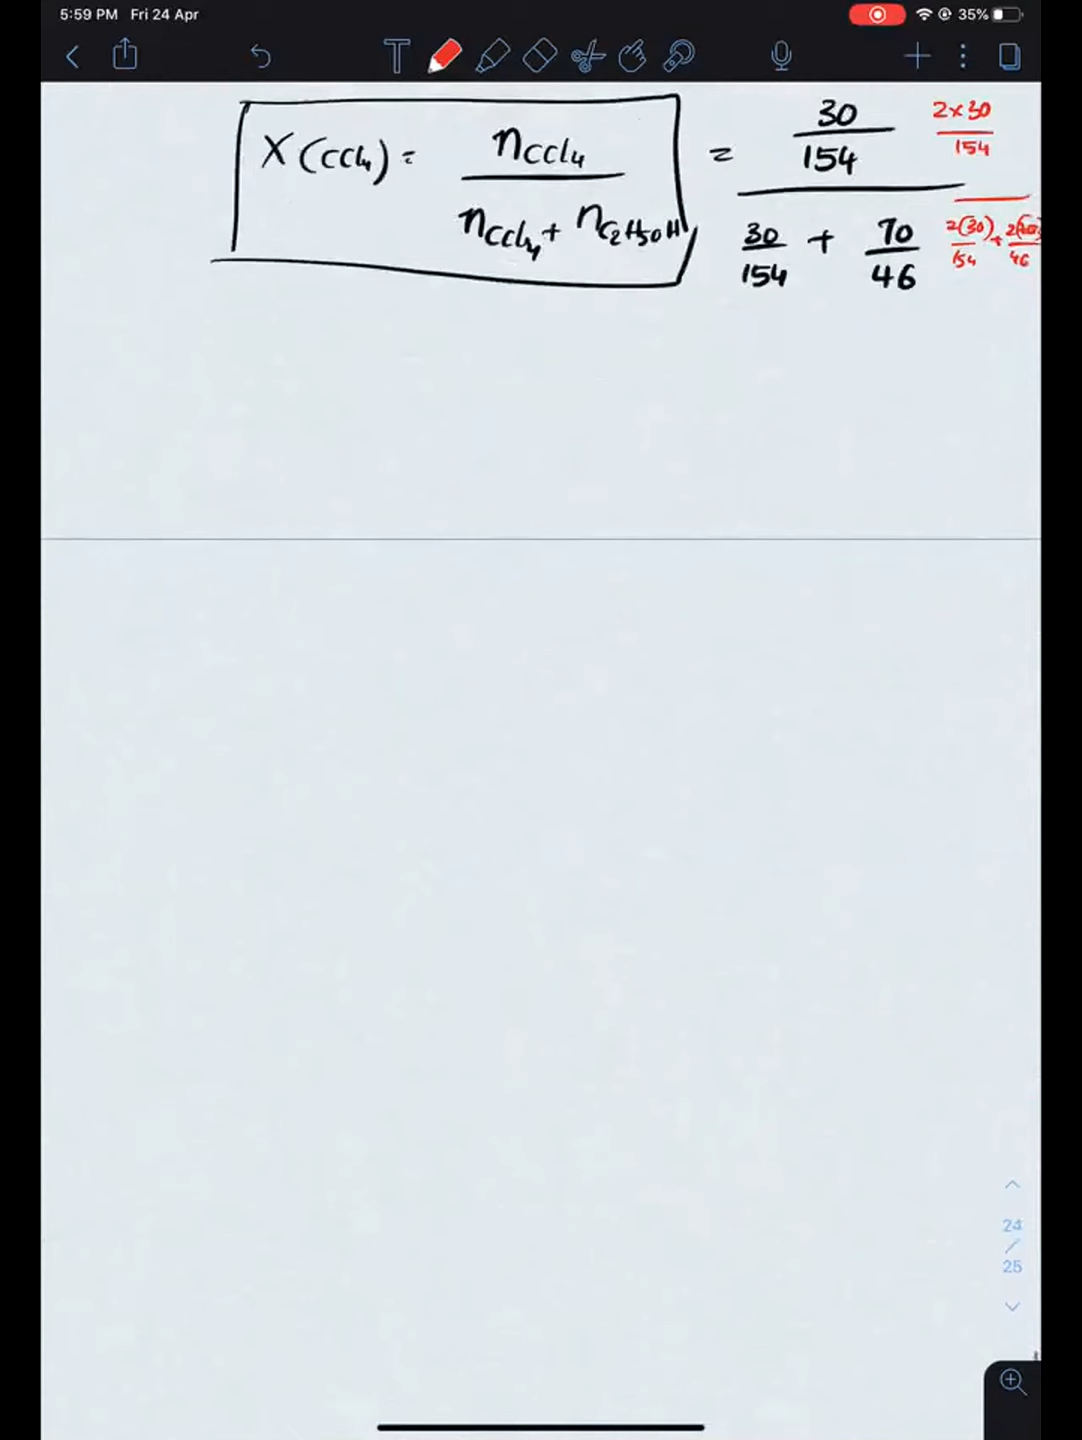 5:59 PM Fri 24 Apr
35%
T
X(CCl4) = nCCl4 / nCCl4 + nC2H5OH = 30/154 / 30/154 + 70/46
2×30 / 154
2(30)/154 + 2( /46
24
/
25